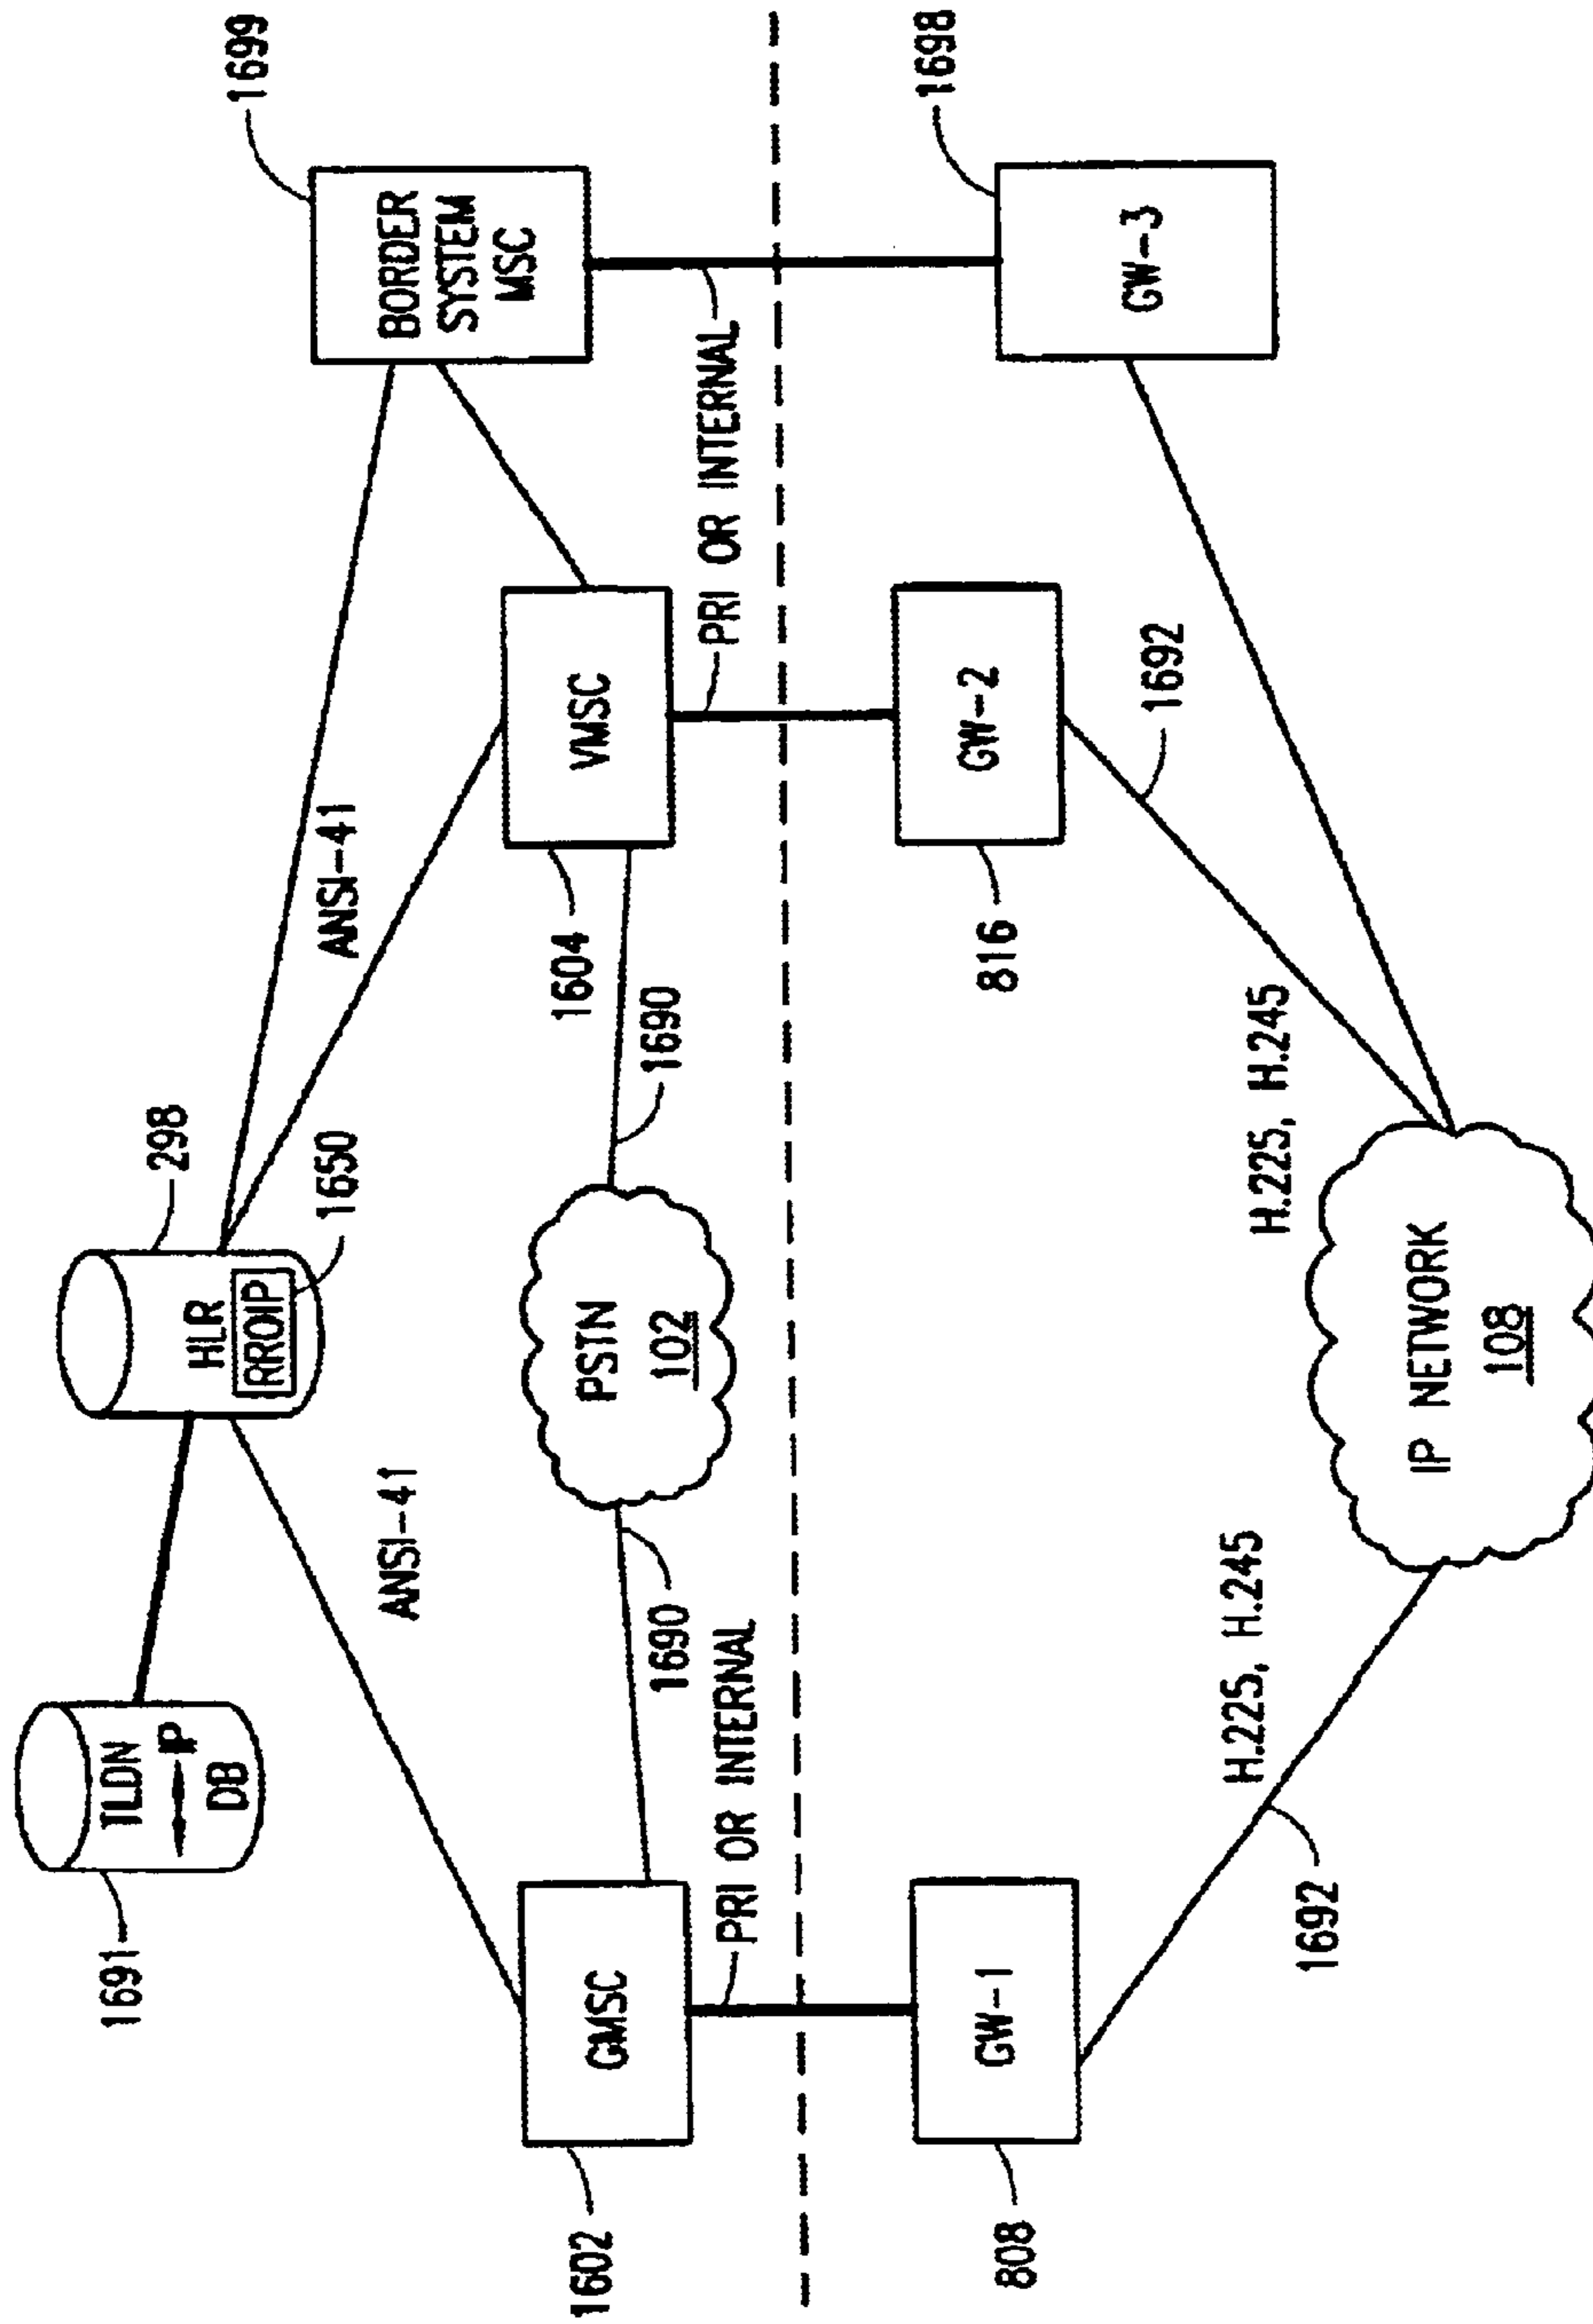 1691
TLDN
IP
DB
298
HLR
RROIP
1650
1699
BORDER
SYSTEM
MSC
ANSI-41
ANSI-41
1602
GMSC
1690
PSTN
102
1690
1604
VMSC
PRI OR INTERNAL
PRI OR INTERNAL
808
GW-1
816
GW-2
1698
GW-3
1692
H.225, H.245
H.225, H.245
1692
IP NETWORK
108